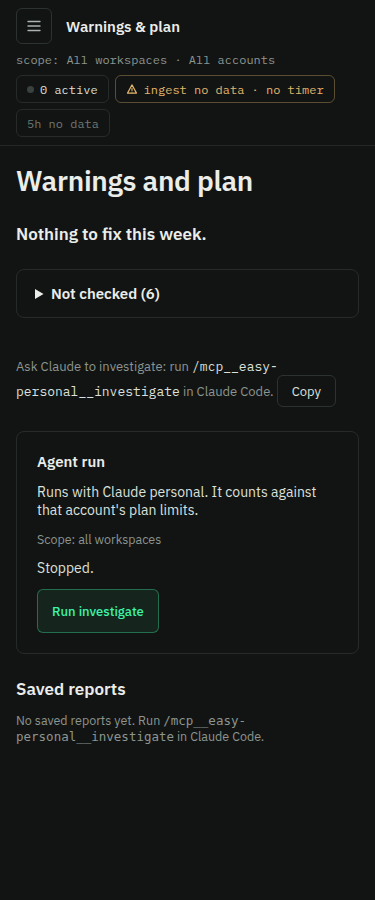 Warnings & plan
scope: All workspaces · All accounts
0 active
ingest no data · no timer
5h no data
Warnings and plan
Nothing to fix this week.
Not checked (6)
Ask Claude to investigate: run /mcp__easy-
personal__investigate in Claude Code. Copy
Agent run
Runs with Claude personal. It counts against
that account's plan limits.
Scope: all workspaces
Stopped.
Run investigate
Saved reports
No saved reports yet. Run /mcp__easy-
personal__investigate in Claude Code.